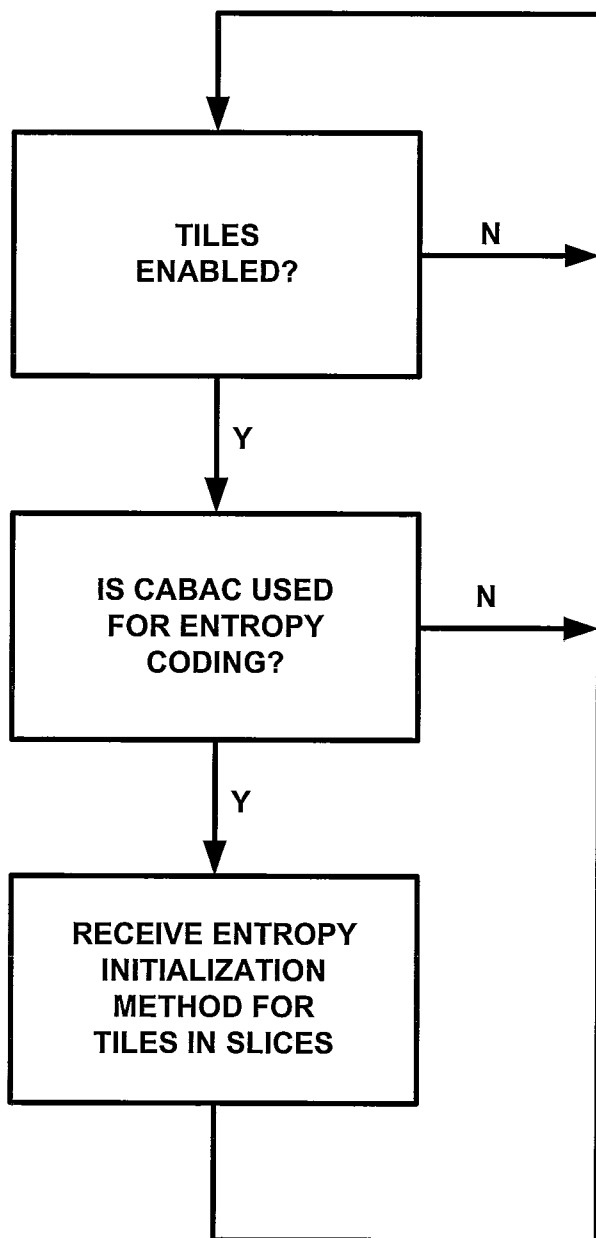 TILES
ENABLED?
N
Y
IS CABAC USED
FOR ENTROPY
CODING?
N
Y
RECEIVE ENTROPY
INITIALIZATION
METHOD FOR
TILES IN SLICES